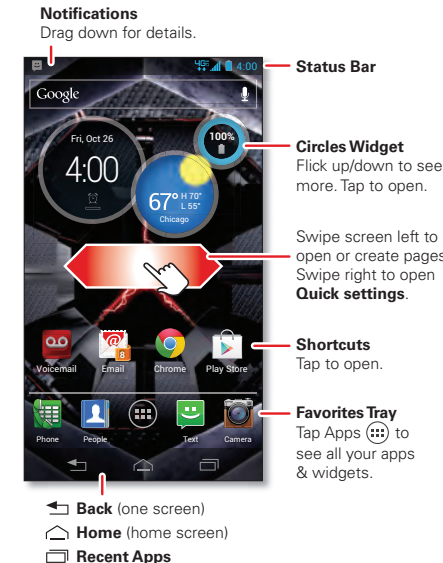 Notifications
Drag down for details.
4G
4:00
Status Bar
Google
Fri, Oct 26
4:00
100%
67°
H 70°
L 55°
Chicago
Circles Widget
Flick up/down to see
more. Tap to open.
Swipe screen left to
open or create pages
Swipe right to open
Quick settings.
8
Voicemail Email Chrome Play Store
Shortcuts
Tap to open.
Phone People Text Camera
Favorites Tray
Tap Apps to
see all your apps
& widgets.
Back (one screen)
Home (home screen)
Recent Apps